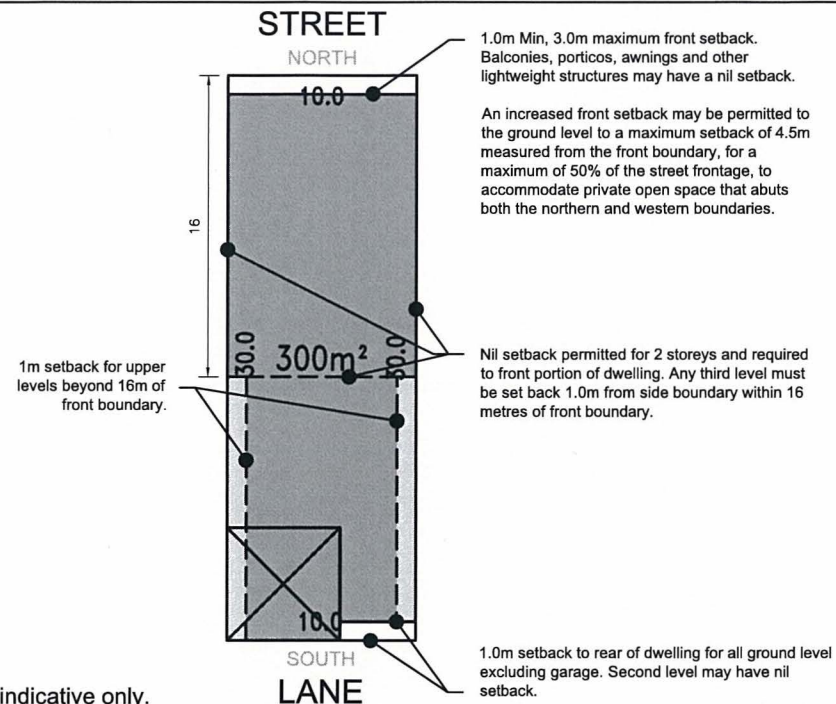 STREET
NORTH
1.0m Min, 3.0m maximum front setback.
Balconies, porticos, awnings and other
lightweight structures may have a nil setback.
An increased front setback may be permitted to
the ground level to a maximum setback of 4.5m
measured from the front boundary, for a
maximum of 50% of the street frontage, to
accommodate private open space that abuts
both the northern and western boundaries.
10.0
16
30.0
300m²
30.0
1m setback for upper
levels beyond 16m of
front boundary.
Nil setback permitted for 2 storeys and required
to front portion of dwelling. Any third level must
be set back 1.0m from side boundary within 16
metres of front boundary.
10.0
SOUTH
LANE
1.0m setback to rear of dwelling for all ground level
excluding garage. Second level may have nil
setback.
indicative only.